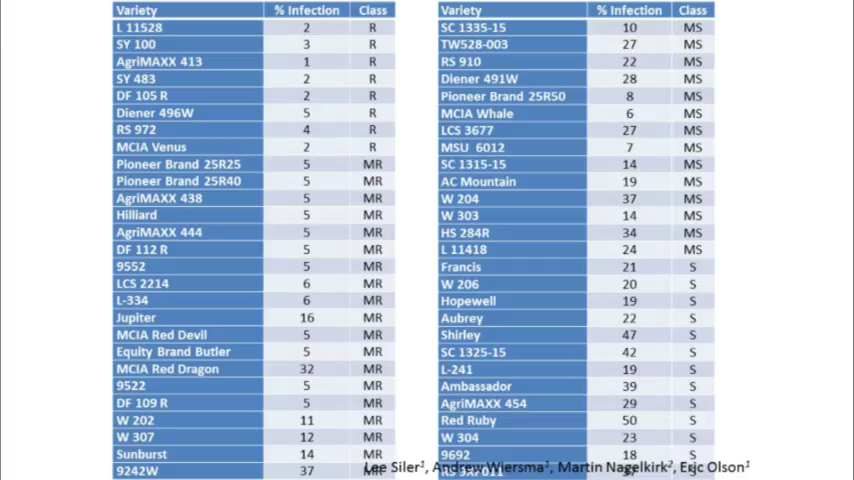 Variety % Infection Class
L 11528 2 R
SY 100 3 R
AgriMAXX 413 1 R
SY 483 2 R
DF 105 R 2 R
Diener 496W 5 R
RS 972 4 R
MCIA Venus 2 R
Pioneer Brand 25R25 5 MR
Pioneer Brand 25R40 5 MR
AgriMAXX 438 5 MR
Hilliard 5 MR
AgriMAXX 444 5 MR
DF 112 R 5 MR
9552 5 MR
LCS 2214 6 MR
L-334 6 MR
Jupiter 16 MR
MCIA Red Devil 5 MR
Equity Brand Butler 5 MR
MCIA Red Dragon 32 MR
9522 5 MR
DF 109 R 5 MR
W 202 11 MR
W 307 12 MR
Sunburst 14 MR
9242W 37 MR
Variety % Infection Class
SC 1335-15 10 MS
TW528-003 27 MS
RS 910 22 MS
Diener 491W 28 MS
Pioneer Brand 25R50 8 MS
MCIA Whale 6 MS
LCS 3677 27 MS
MSU 6012 7 MS
SC 1315-15 14 MS
AC Mountain 19 MS
W 204 37 MS
W 303 14 MS
HS 284R 34 MS
L 11418 24 MS
Francis 21 S
W 206 20 S
Hopewell 19 S
Aubrey 22 S
Shirley 47 S
SC 1325-15 42 S
L-241 19 S
Ambassador 39 S
AgriMAXX 454 29 S
Red Ruby 50 S
W 304 23 S
9692 18 S
RS S
Lee Siler¹, Andrew Wiersma¹, Martin Nagelkirk², Eric Olson¹